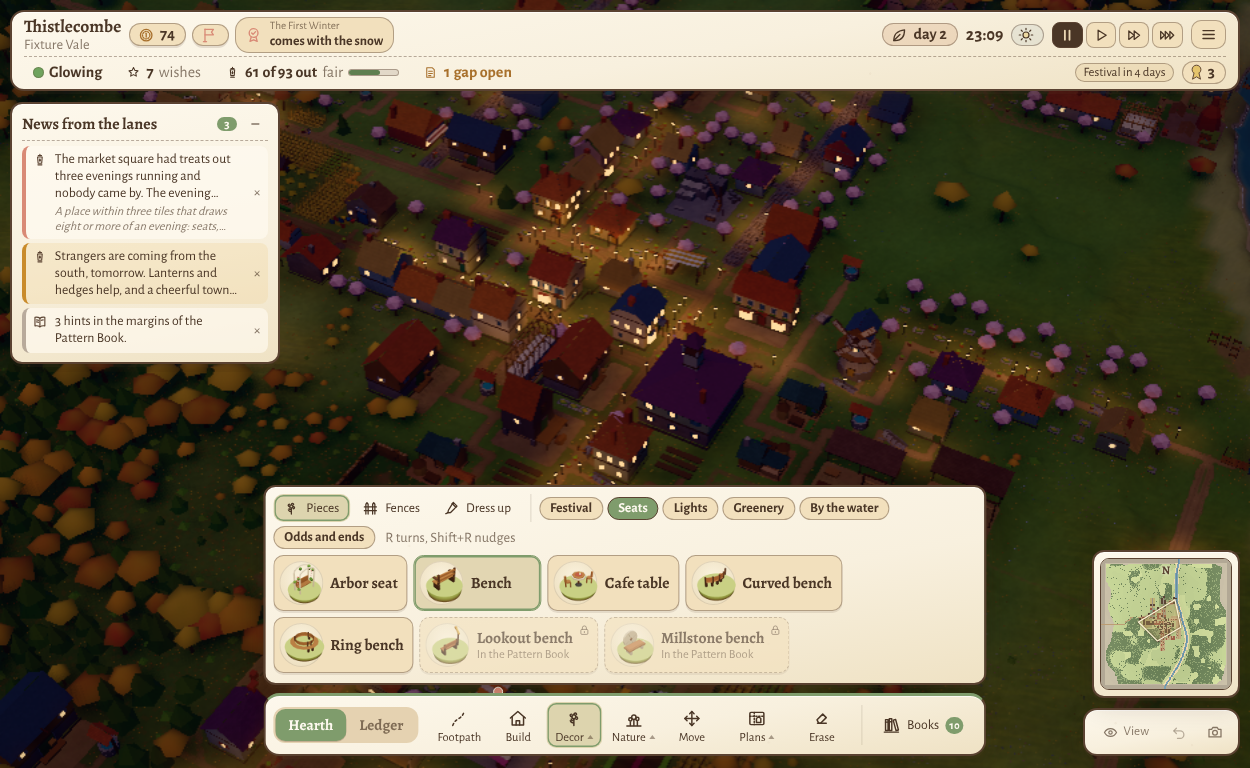 Thistlecombe
Fixture Vale
74
The First Winter
comes with the snow
day 2
23:09
Glowing
7 wishes
61 of 93 out fair
1 gap open
Festival in 4 days
3
News from the lanes
3
The market square had treats out
three evenings running and
nobody came by. The evening…
A place within three tiles that draws
eight or more of an evening: seats,…
Strangers are coming from the
south, tomorrow. Lanterns and
hedges help, and a cheerful town…
3 hints in the margins of the
Pattern Book.
Pieces
Fences
Dress up
Festival
Seats
Lights
Greenery
By the water
Odds and ends
R turns, Shift+R nudges
Arbor seat
Bench
Cafe table
Curved bench
Ring bench
Lookout bench
In the Pattern Book
Millstone bench
In the Pattern Book
N
Hearth
Ledger
Footpath
Build
Decor
Nature
Move
Plans
Erase
Books
10
View